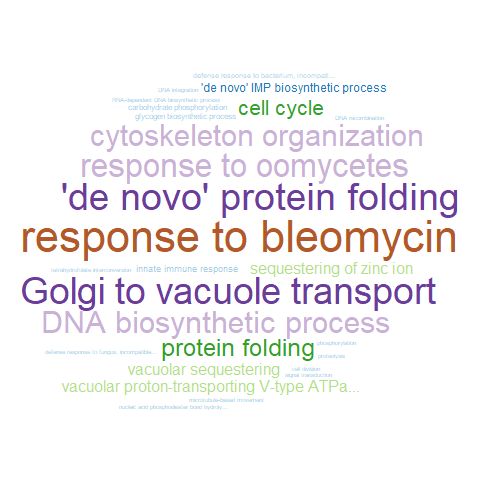 defense response to bacterium, incompati...
DNA integration 'de novo' IMP biosynthetic process
RNA-dependent DNA biosynthetic process
carbohydrate phosphorylation cell cycle
glycogen biosynthetic process DNA recombination
cytoskeleton organization
response to oomycetes
'de novo' protein folding
response to bleomycin
tetrahydrofolate interconversion innate immune response sequestering of zinc ion
Golgi to vacuole transport
DNA biosynthetic process
phosphorylation
defense response to fungus, incompatible... protein folding
proteolysis
vacuolar sequestering cell division
signal transduction
vacuolar proton-transporting V-type ATPa...
microtubule-based movement
nucleic acid phosphodiester bond hydroly...